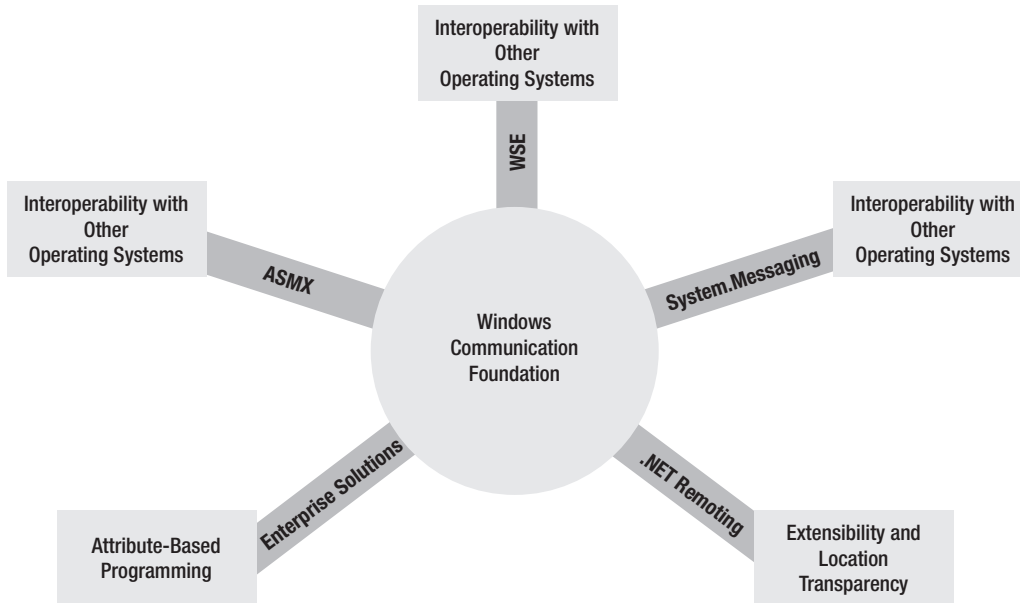 Interoperability with
Other
Operating Systems
WSE
Interoperability with
Other
Operating Systems
ASMX
Interoperability with
Other
Operating Systems
System.Messaging
Windows
Communication
Foundation
Enterprise Solutions
Attribute-Based
Programming
.NET Remoting
Extensibility and
Location
Transparency